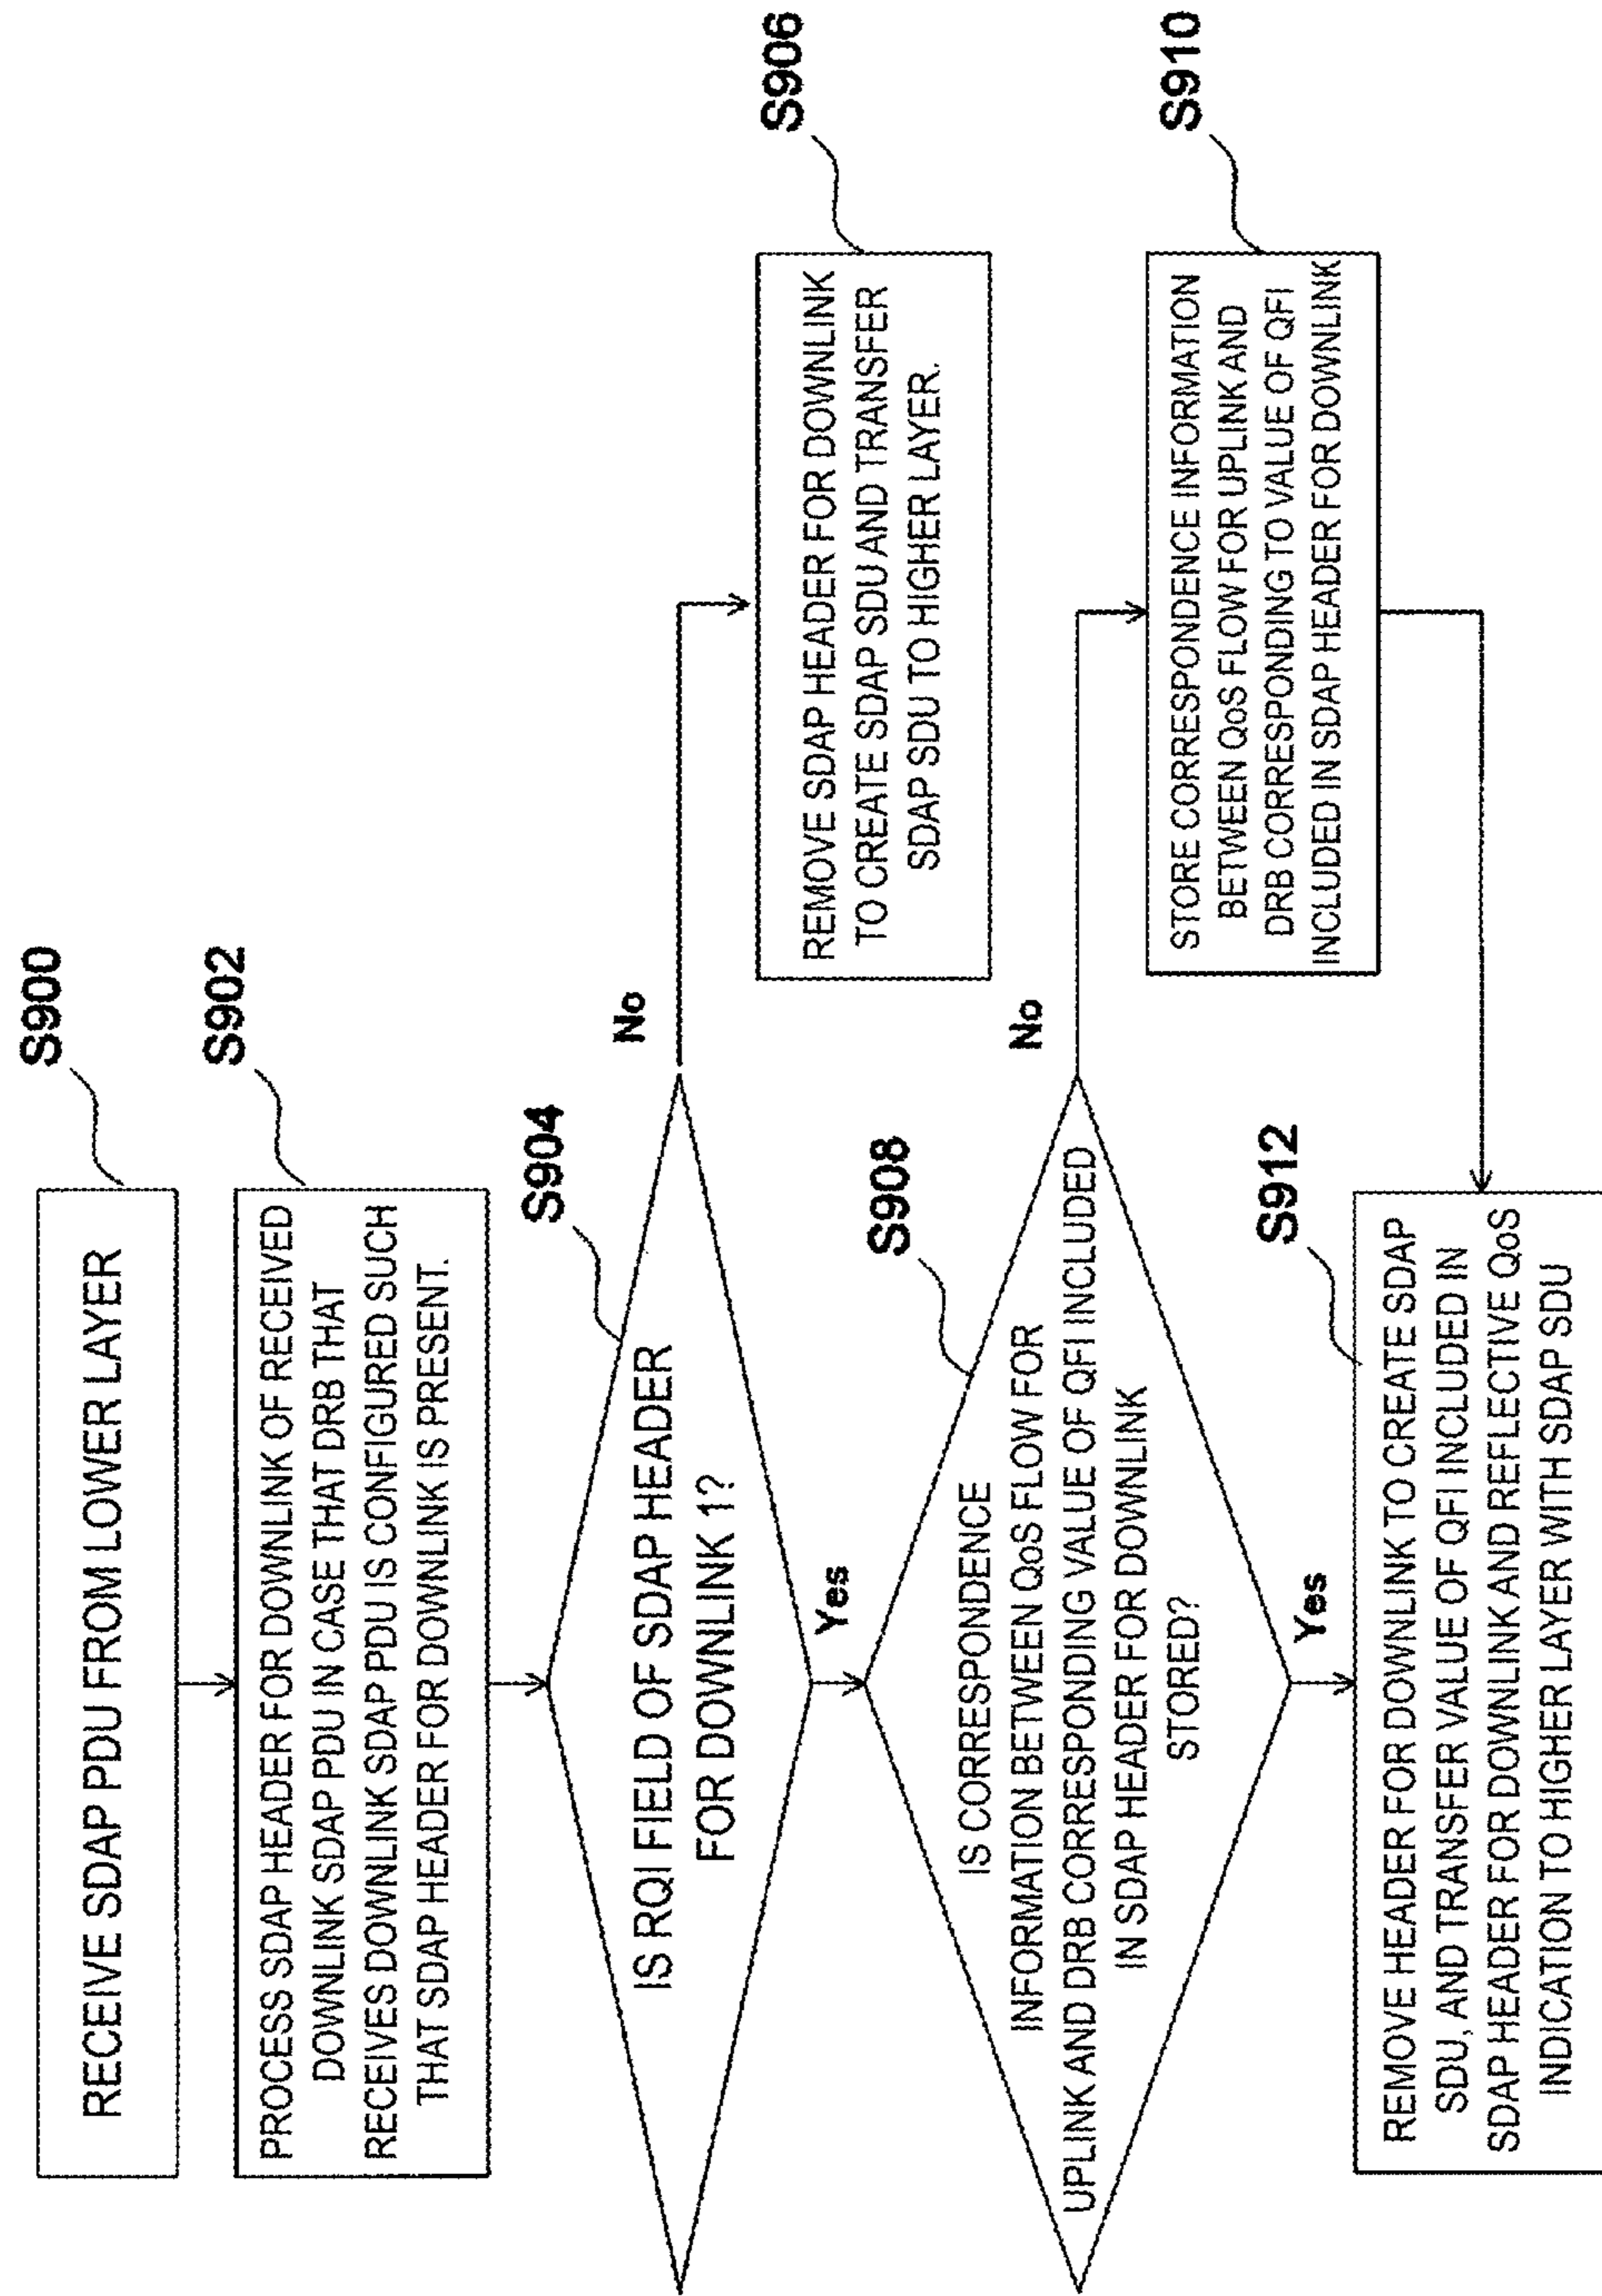 S900
RECEIVE SDAP PDU FROM LOWER LAYER
S902
PROCESS SDAP HEADER FOR DOWNLINK OF RECEIVED
DOWNLINK SDAP PDU IN CASE THAT DRB THAT
RECEIVES DOWNLINK SDAP PDU IS CONFIGURED SUCH
THAT SDAP HEADER FOR DOWNLINK IS PRESENT.
S904
IS RQI FIELD OF SDAP HEADER
FOR DOWNLINK 1?
No
Yes
S906
REMOVE SDAP HEADER FOR DOWNLINK
TO CREATE SDAP SDU AND TRANSFER
SDAP SDU TO HIGHER LAYER.
S908
IS CORRESPONDENCE
INFORMATION BETWEEN QoS FLOW FOR
UPLINK AND DRB CORRESPONDING VALUE OF QFI INCLUDED
IN SDAP HEADER FOR DOWNLINK
STORED?
No
Yes
S910
STORE CORRESPONDENCE INFORMATION
BETWEEN QoS FLOW FOR UPLINK AND
DRB CORRESPONDING TO VALUE OF QFI
INCLUDED IN SDAP HEADER FOR DOWNLINK
S912
REMOVE HEADER FOR DOWNLINK TO CREATE SDAP
SDU, AND TRANSFER VALUE OF QFI INCLUDED IN
SDAP HEADER FOR DOWNLINK AND REFLECTIVE QoS
INDICATION TO HIGHER LAYER WITH SDAP SDU